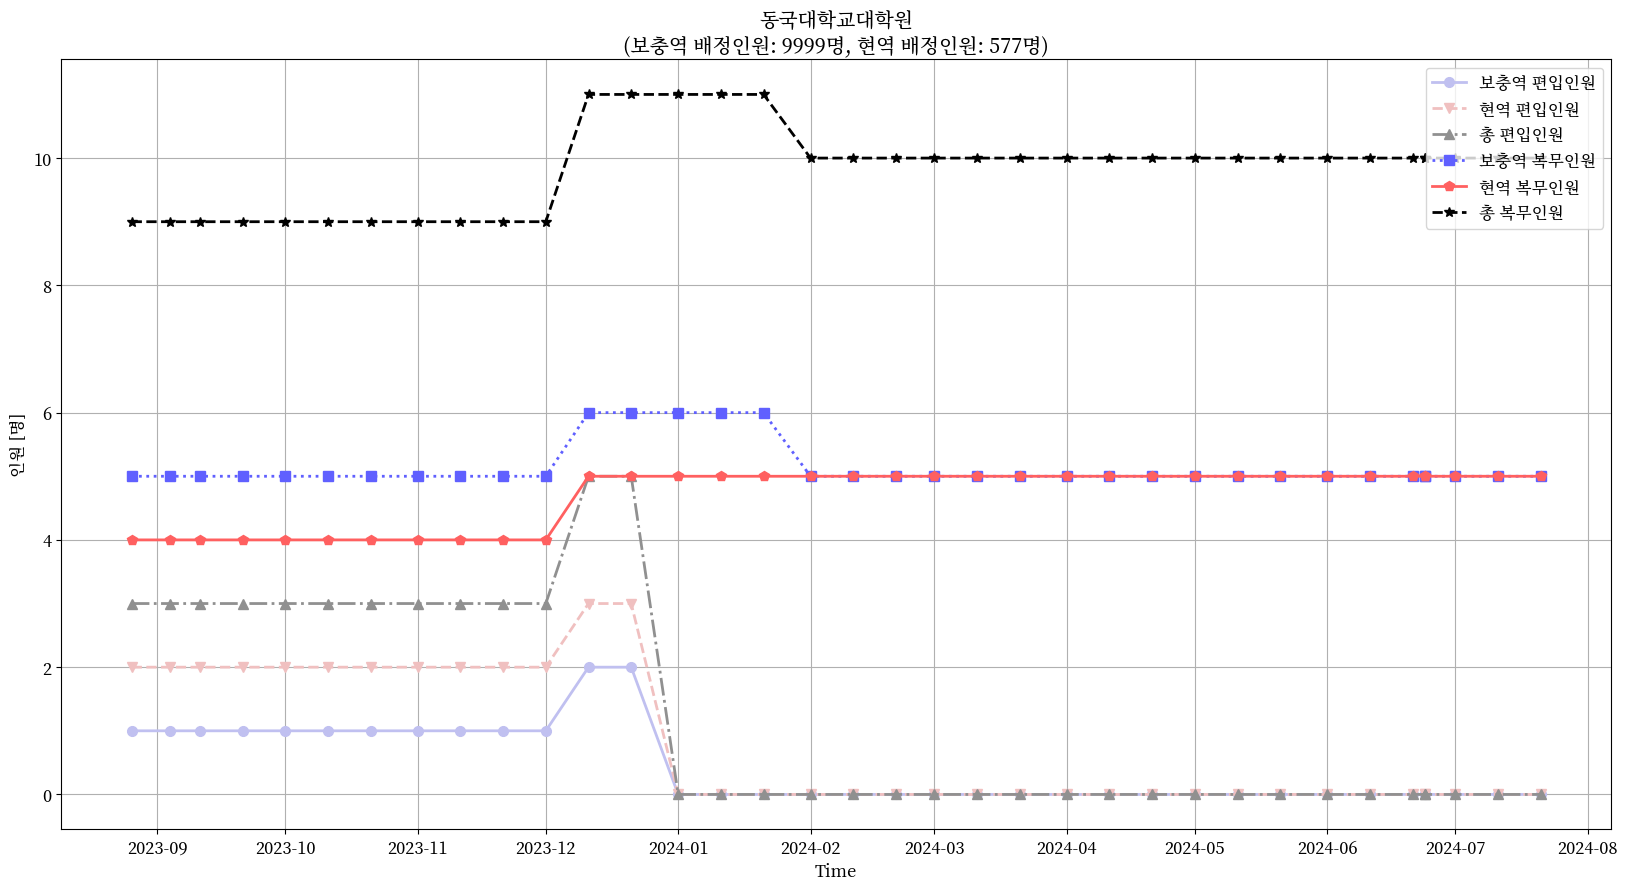 동국대학교대학원
(보충역 배정인원: 9999명, 현역 배정인원: 577명)
보충역 편입인원
현역 편입인원
총 편입인원
보충역 복무인원
현역 복무인원
총 복무인원
10
8
6
4
2
0
인원 [명]
2023-09 2023-10 2023-11 2023-12 2024-01 2024-02 2024-03 2024-04 2024-05 2024-06 2024-07 2024-08
Time